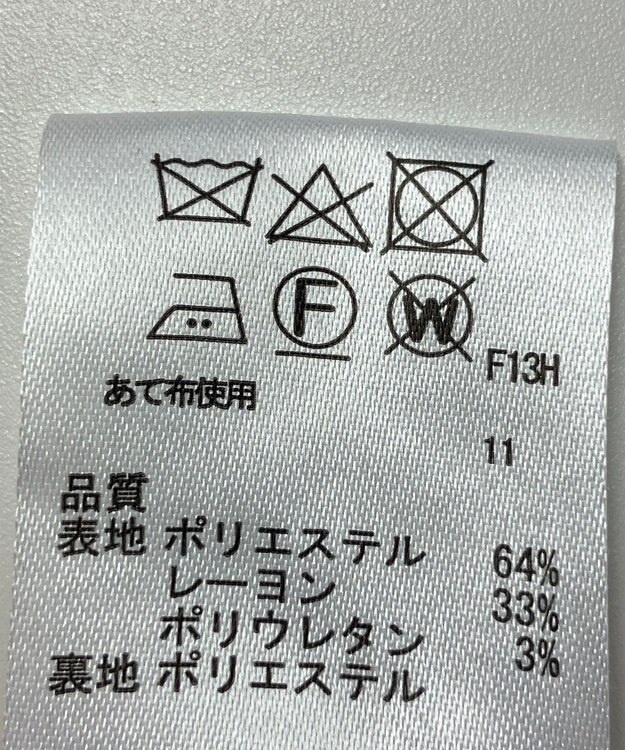 F W
F13H
あて布使用
11
品質
表地 ポリエステル 64%
レーヨン 33%
ポリウレタン 3%
裏地 ポリエステル